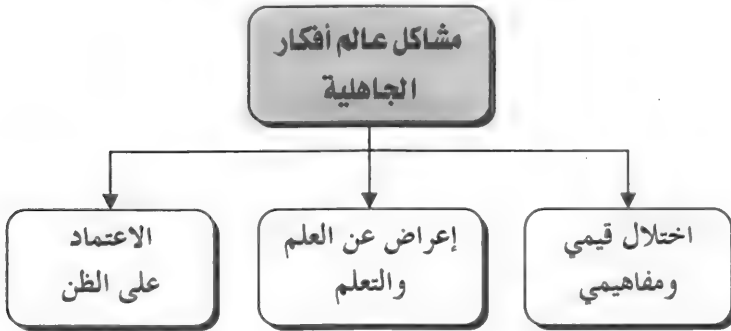 مشاكل عالم أفكار
الجاهلية
اختلال قيمي
ومفاهيمي
إعراض عن العلم
والتعلم
الاعتماد
على الظن